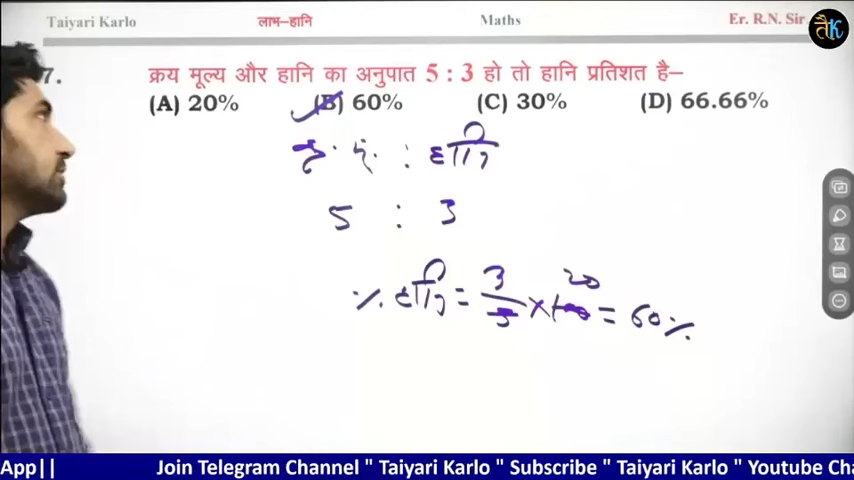 Taiyari Karlo लाभ-हानि Maths Er. R.N. Sir
तैK
7. क्रय मूल्य और हानि का अनुपात 5 : 3 हो तो हानि प्रतिशत है–
(A) 20% (B) 60% (C) 30% (D) 66.66%
: हानि
5 : 3
% हानि = 3/5 × 100 20 = 60%
App|| Join Telegram Channel " Taiyari Karlo " Subscribe " Taiyari Karlo " Youtube Cha